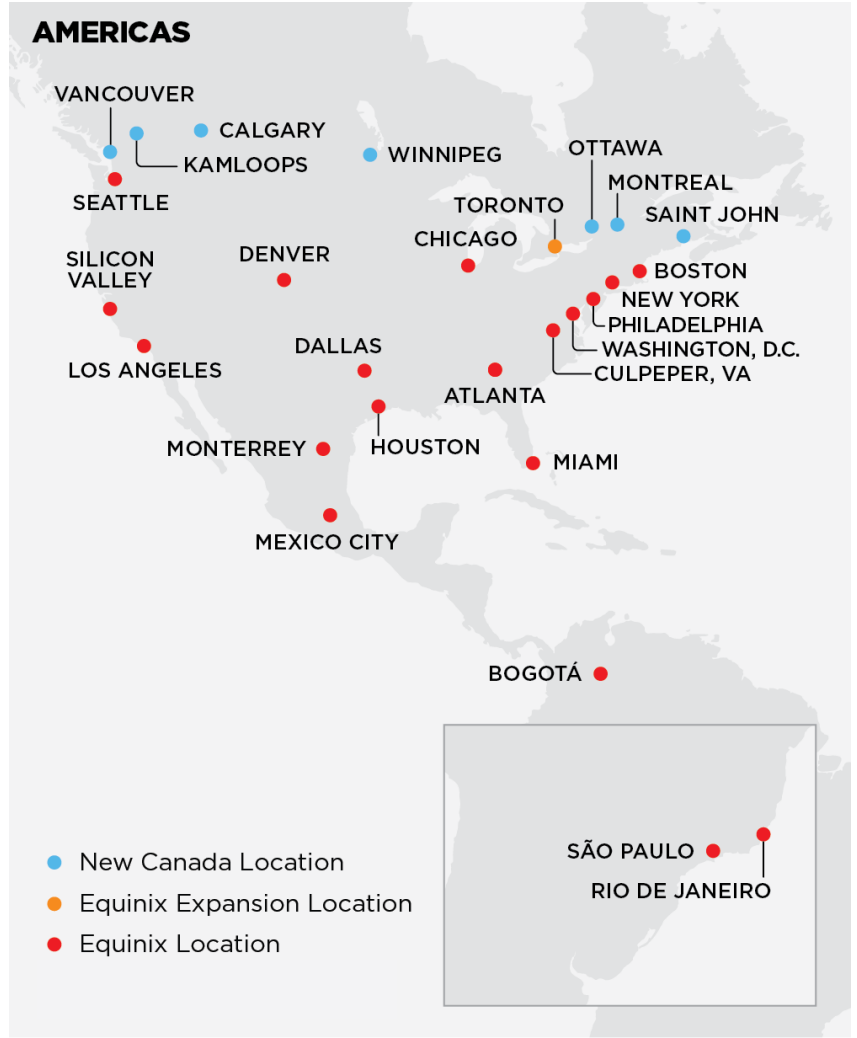 AMERICAS
VANCOUVER
CALGARY
KAMLOOPS
WINNIPEG
OTTAWA
MONTREAL
TORONTO
SAINT JOHN
SEATTLE
CHICAGO
DENVER
SILICON
VALLEY
BOSTON
NEW YORK
PHILADELPHIA
WASHINGTON, D.C.
CULPEPER, VA
LOS ANGELES
DALLAS
ATLANTA
MONTERREY
HOUSTON
MIAMI
MEXICO CITY
BOGOTÁ
SÃO PAULO
RIO DE JANEIRO
New Canada Location
Equinix Expansion Location
Equinix Location